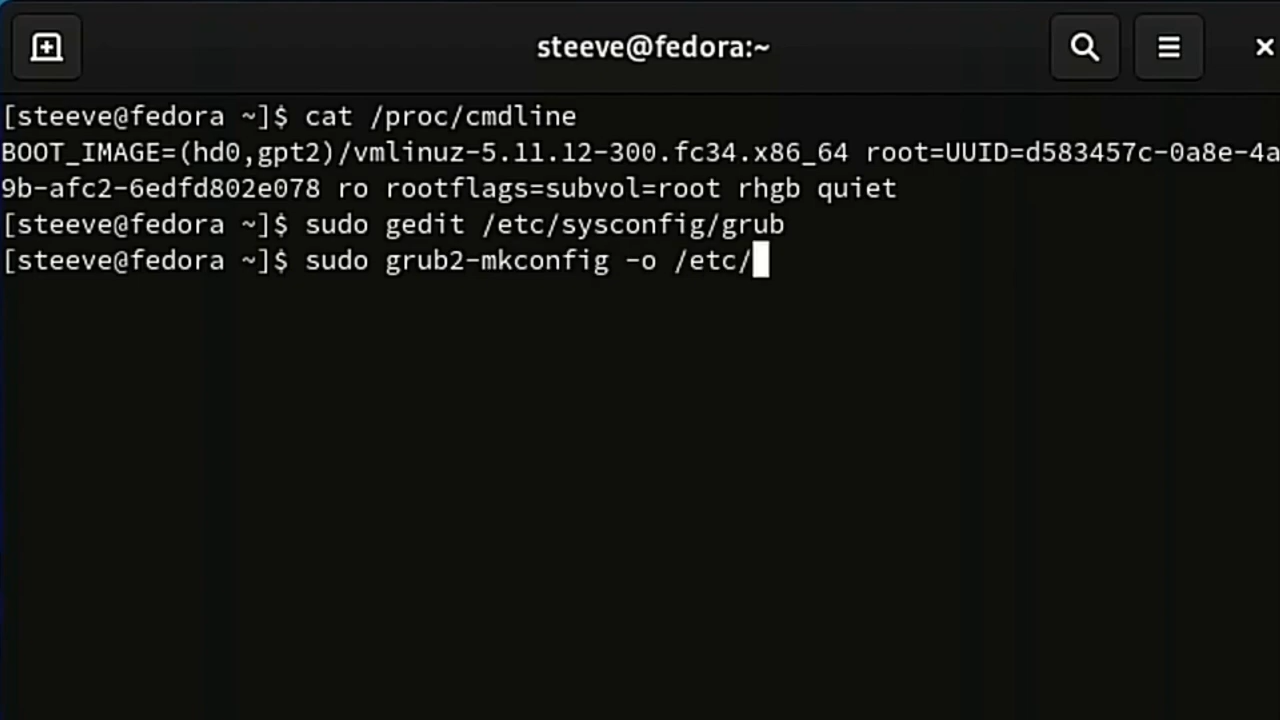 steeve@fedora:~
[steeve@fedora ~]$ cat /proc/cmdline
BOOT_IMAGE=(hd0,gpt2)/vmlinuz-5.11.12-300.fc34.x86_64 root=UUID=d583457c-0a8e-4a
9b-afc2-6edfd802e078 ro rootflags=subvol=root rhgb quiet
[steeve@fedora ~]$ sudo gedit /etc/sysconfig/grub
[steeve@fedora ~]$ sudo grub2-mkconfig -o /etc/